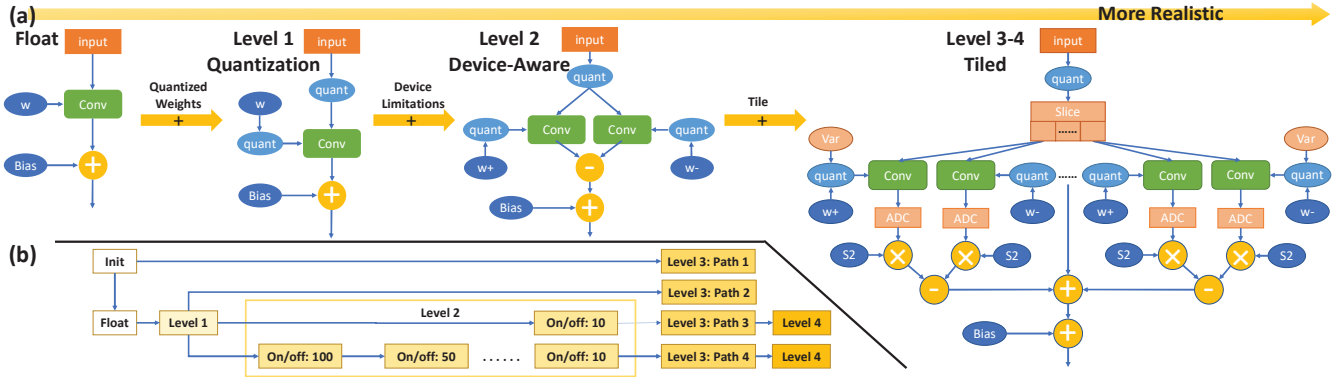 (a)
More Realistic
Float
input
w
Conv
Bias
+
Quantized
Weights
+
Level 1
Quantization
input
quant
w
quant
Conv
Bias
+
Device
Limitations
+
Level 2
Device-Aware
input
quant
quant
Conv
Conv
quant
w+
-
w-
Bias
+
Tile
+
Level 3-4
Tiled
input
quant
Slice
......
Var
Var
quant
Conv
Conv
quant
......
quant
Conv
Conv
quant
w+
ADC
ADC
w-
w+
ADC
ADC
w-
S2
×
×
S2
S2
×
×
S2
-
+
-
Bias
+
(b)
Init
Level 3: Path 1
Level 3: Path 2
Float
Level 1
Level 2
On/off: 10
Level 3: Path 3
Level 4
On/off: 100
On/off: 50
......
On/off: 10
Level 3: Path 4
Level 4